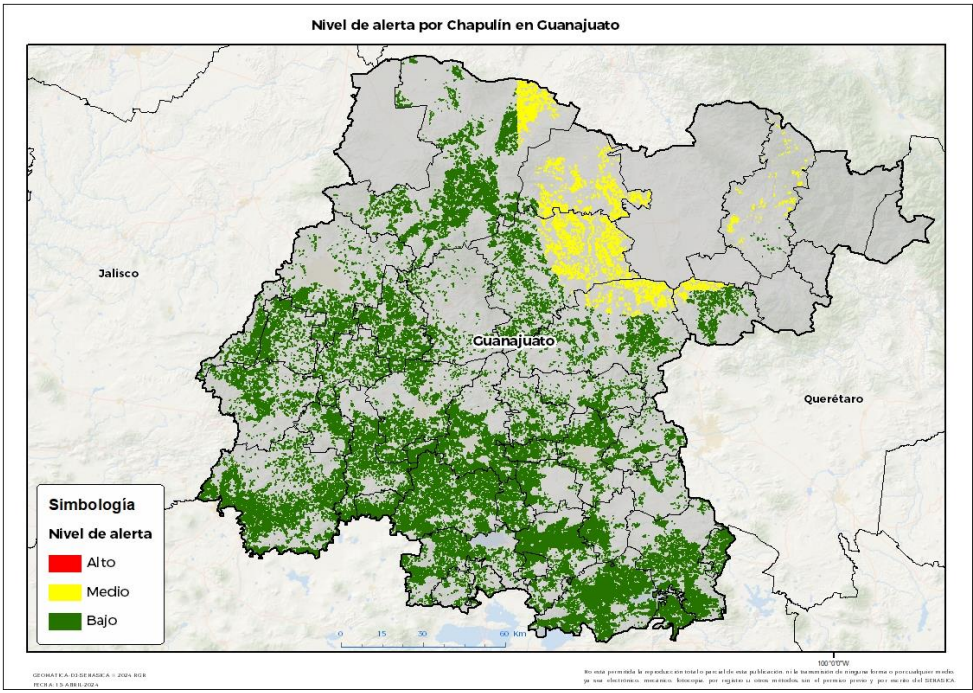 Nivel de alerta por Chapulín en Guanajuato
Jalisco
Guanajuato
Querétaro
Simbología
Nivel de alerta
Alto
Medio
Bajo
0 15 30 60 Km
100°0'0"W
GEOMATICA-DJ-SENASICA © 2024 RGB
FECHA: 15-ABRIL-2024
No esta permitida la reproducción total o parcial de esta publicación, ni la transmisión de ninguna forma o por cualquier medio,
ya sea electrónico, mecánico, fotocopia, por registro u otros métodos, sin el permiso previo y por escrito del SENASICA.